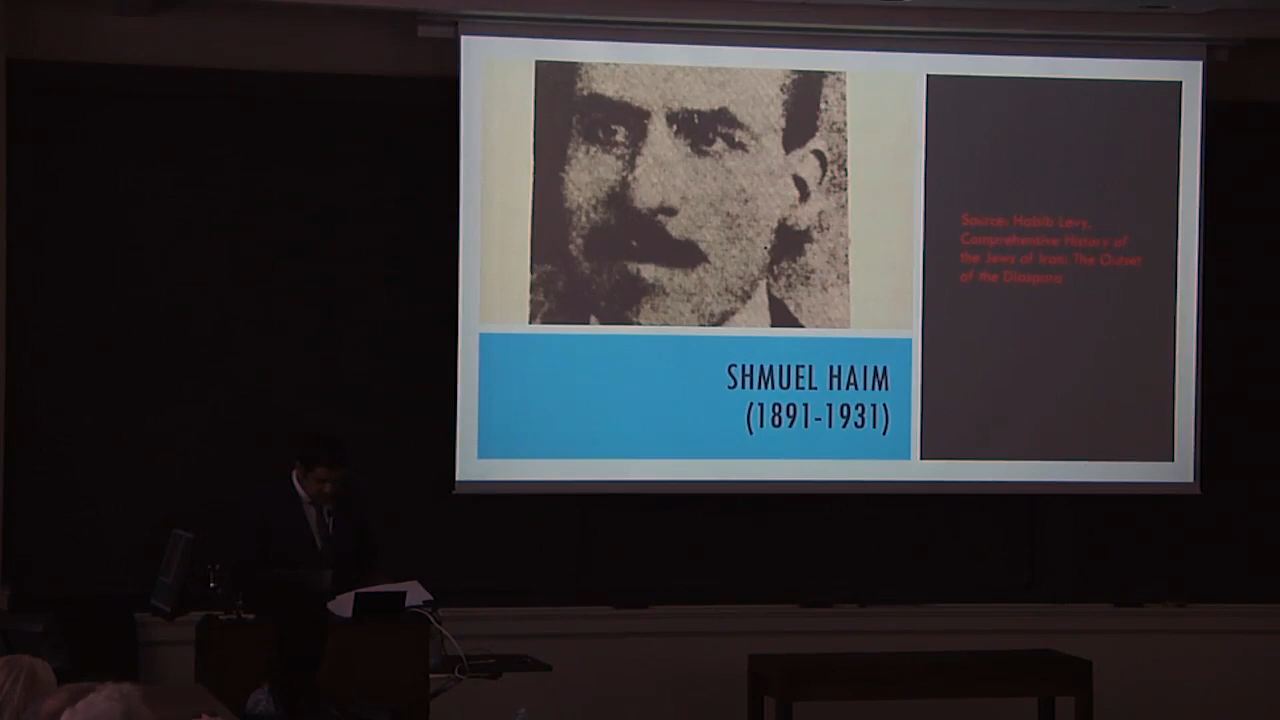 SHMUEL HAIM
(1891-1931)
Source: Habib Levy,
Comprehensive History of
the Jews of Iran: The Outset
of the Diaspora